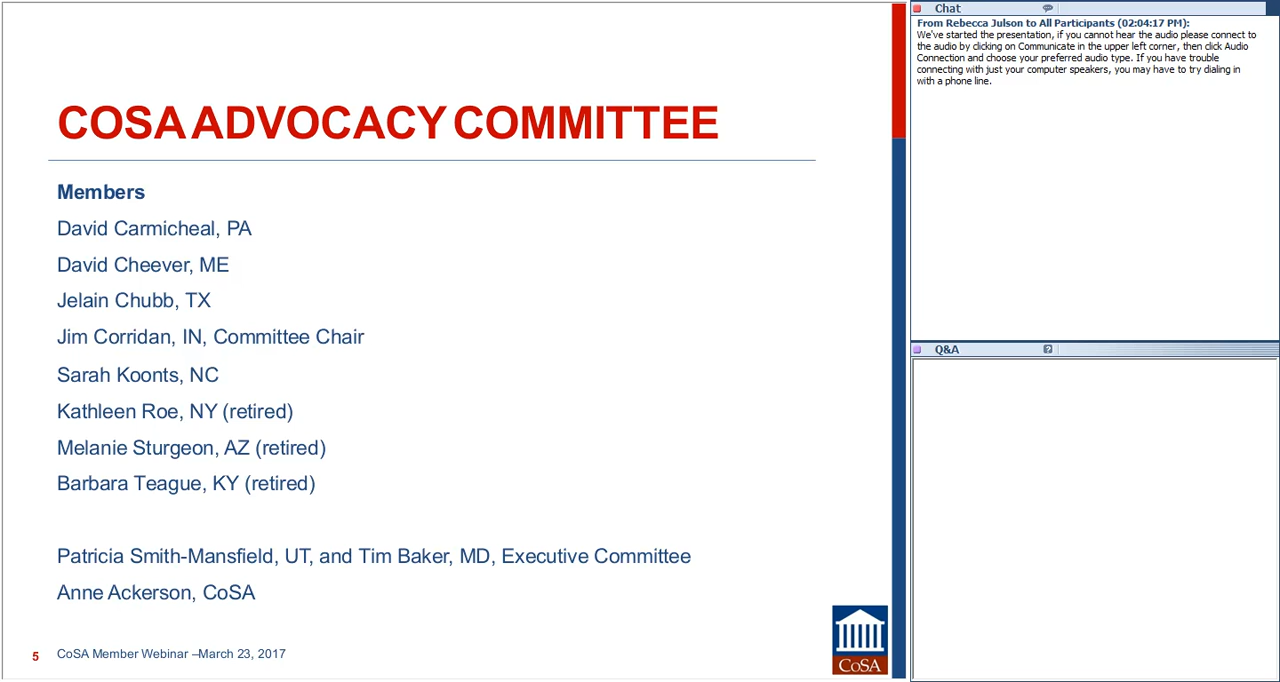 COSA ADVOCACY COMMITTEE
Members
David Carmicheal, PA
David Cheever, ME
Jelain Chubb, TX
Jim Corridan, IN, Committee Chair
Sarah Koonts, NC
Kathleen Roe, NY (retired)
Melanie Sturgeon, AZ (retired)
Barbara Teague, KY (retired)
Patricia Smith-Mansfield, UT, and Tim Baker, MD, Executive Committee
Anne Ackerson, CoSA
5 CoSA Member Webinar –March 23, 2017
CoSA
Chat
From Rebecca Julson to All Participants (02:04:17 PM):
We've started the presentation, if you cannot hear the audio please connect to
the audio by clicking on Communicate in the upper left corner, then click Audio
Connection and choose your preferred audio type. If you have trouble
connecting with just your computer speakers, you may have to try dialing in
with a phone line.
Q&A